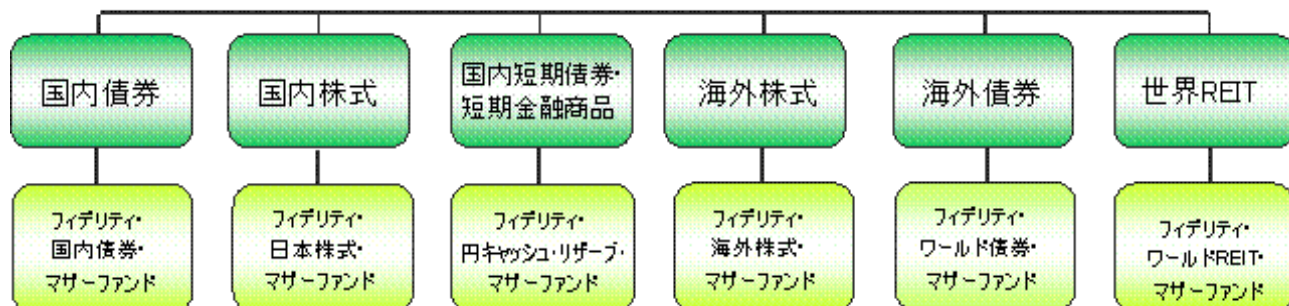 国内債券
国内株式
国内短期債券・
短期金融商品
海外株式
海外債券
世界REIT
フィデリティ・
国内債券・
マザーファンド
フィデリティ・
日本株式・
マザーファンド
フィデリティ・
円キャッシュ・リザーブ・
マザーファンド
フィデリティ・
海外株式・
マザーファンド
フィデリティ・
ワールド債券・
マザーファンド
フィデリティ・
ワールドREIT・
マザーファンド